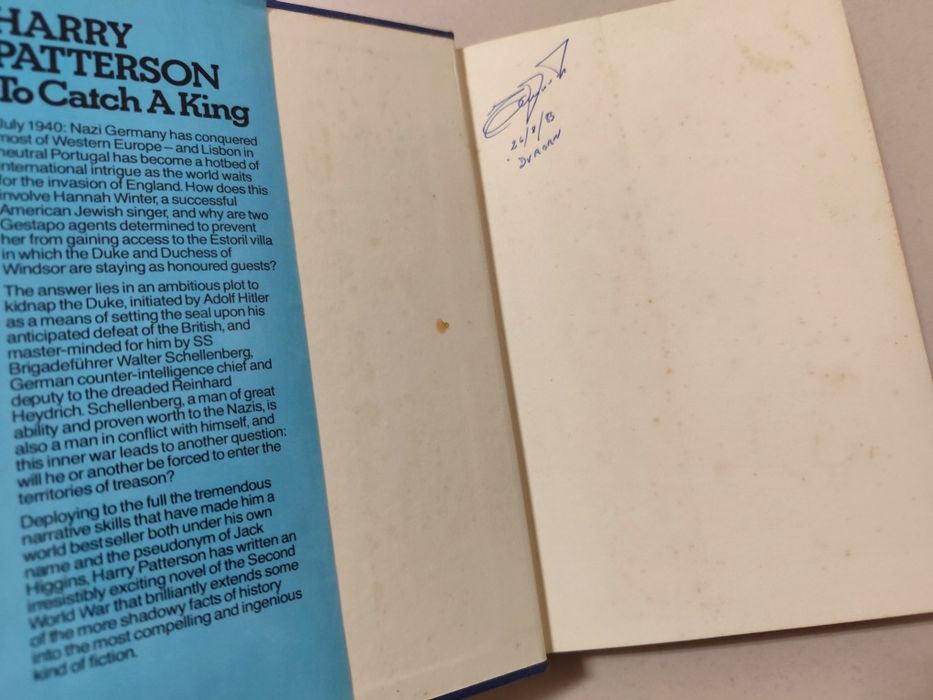 HARRY
PATTERSON
To Catch A King
July 1940: Nazi Germany has conquered
most of Western Europe – and Lisbon in
neutral Portugal has become a hotbed of
international intrigue as the world waits
for the invasion of England. How does this
involve Hannah Winter, a successful
American Jewish singer, and why are two
Gestapo agents determined to prevent
her from gaining access to the Estoril villa
in which the Duke and Duchess of
Windsor are staying as honoured guests?
The answer lies in an ambitious plot to
kidnap the Duke, initiated by Adolf Hitler
as a means of setting the seal upon his
anticipated defeat of the British, and
master-minded for him by SS
Brigadeführer Walter Schellenberg,
German counter-intelligence chief and
deputy to the dreaded Reinhard
Heydrich. Schellenberg, a man of great
ability and proven worth to the Nazis, is
also a man in conflict with himself, and
this inner war leads to another question:
will he or another be forced to enter the
territories of treason?
Deploying to the full the tremendous
narrative skills that have made him a
world bestseller both under his own
name and the pseudonym of Jack
Higgins, Harry Patterson has written an
irresistibly exciting novel of the Second
World War that brilliantly extends some
of the more shadowy facts of history
into the most compelling and ingenious
kind of fiction.